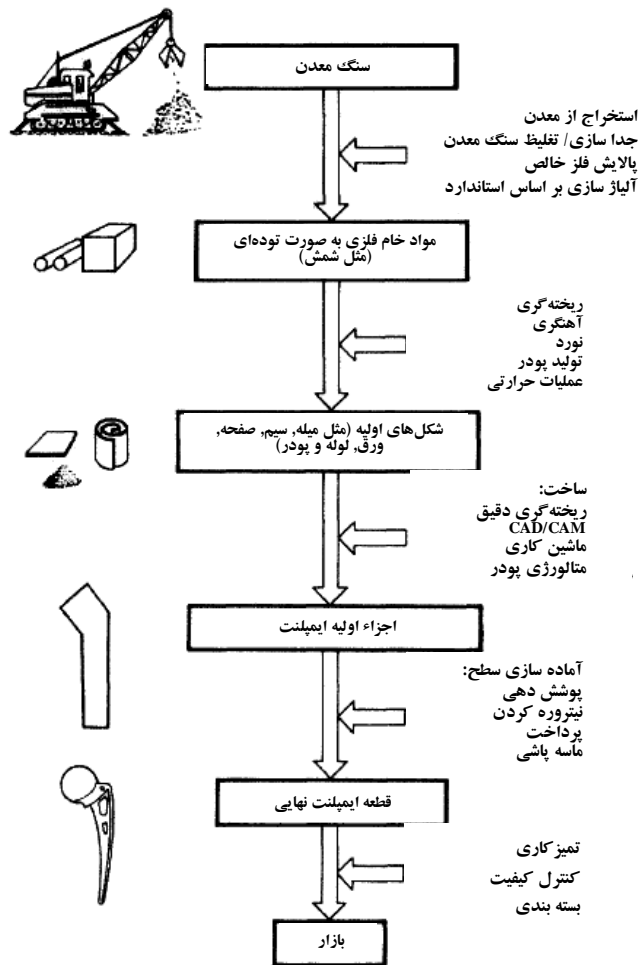 سنگ معدن
استخراج از معدن
جدا سازی/ تغلیظ سنگ معدن
پالایش فلز خالص
آلیاژ سازی بر اساس استاندارد
مواد خام فلزی به صورت توده‌ای
(مثل شمش)
ریخته‌گری
آهنگری
نورد
تولید پودر
عملیات حرارتی
شکل‌های اولیه (مثل میله, سیم, صفحه,
ورق, لوله و پودر)
ساخت:
ریخته‌گری دقیق
CAD/CAM
ماشین کاری
متالورژی پودر
اجزاء اولیه ایمپلنت
آماده سازی سطح:
پوشش دهی
نیتروره کردن
پرداخت
ماسه پاشی
قطعه ایمپلنت نهایی
تمیزکاری
کنترل کیفیت
بسته بندی
بازار